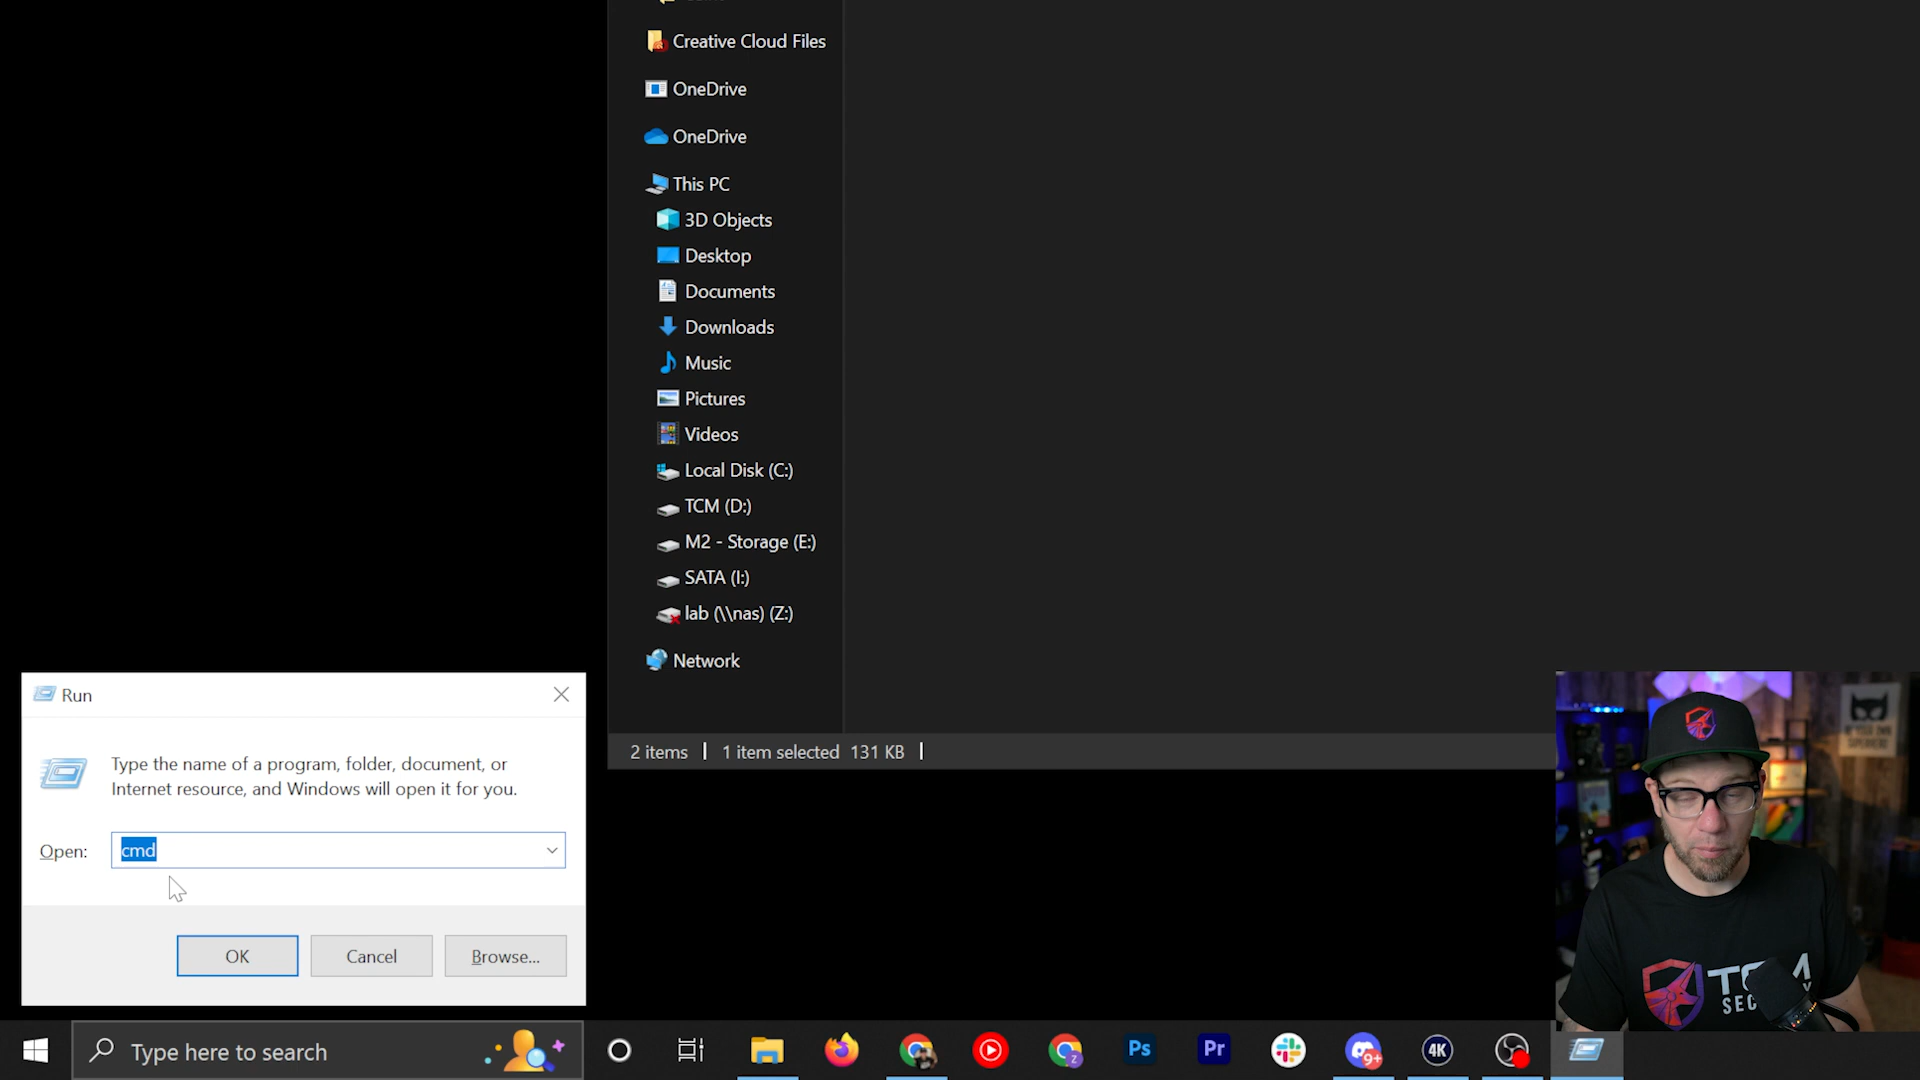 Creative Cloud Files
OneDrive
OneDrive
This PC
3D Objects
Desktop
Documents
Downloads
Music
Pictures
Videos
Local Disk (C:)
TCM (D:)
M2 - Storage (E:)
SATA (I:)
lab (\\nas) (Z:)
Network
2 items
1 item selected 131 KB
Run
Type the name of a program, folder, document, or
Internet resource, and Windows will open it for you.
Open:
cmd
OK
Cancel
Browse...
Type here to search
Ps
Pr
9+
4K
z